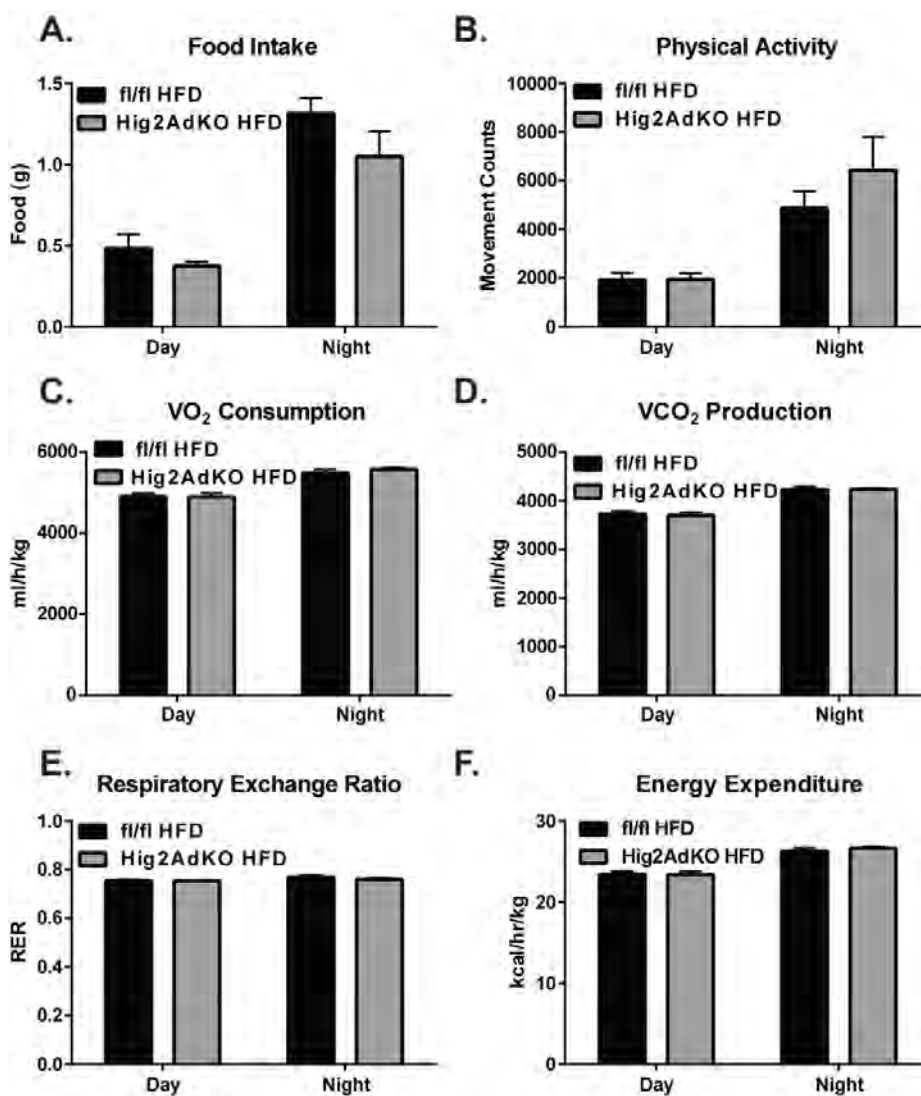 A.
Food Intake
fl/fl HFD
Hig2AdKO HFD
Food (g)
1.5
1.0
0.5
0.0
Day Night
B.
Physical Activity
fl/fl HFD
Hig2AdKO HFD
Movement Counts
10000
8000
6000
4000
2000
0
Day Night
C.
VO₂ Consumption
fl/fl HFD
Hig2AdKO HFD
ml/h/kg
6000
4000
2000
0
Day Night
D.
VCO₂ Production
fl/fl HFD
Hig2AdKO HFD
ml/h/kg
5000
4000
3000
2000
1000
0
Day Night
E.
Respiratory Exchange Ratio
fl/fl HFD
Hig2AdKO HFD
RER
1.0
0.8
0.6
0.4
0.2
0.0
Day Night
F.
Energy Expenditure
fl/fl HFD
Hig2AdKO HFD
kcal/hr/kg
30
20
10
0
Day Night